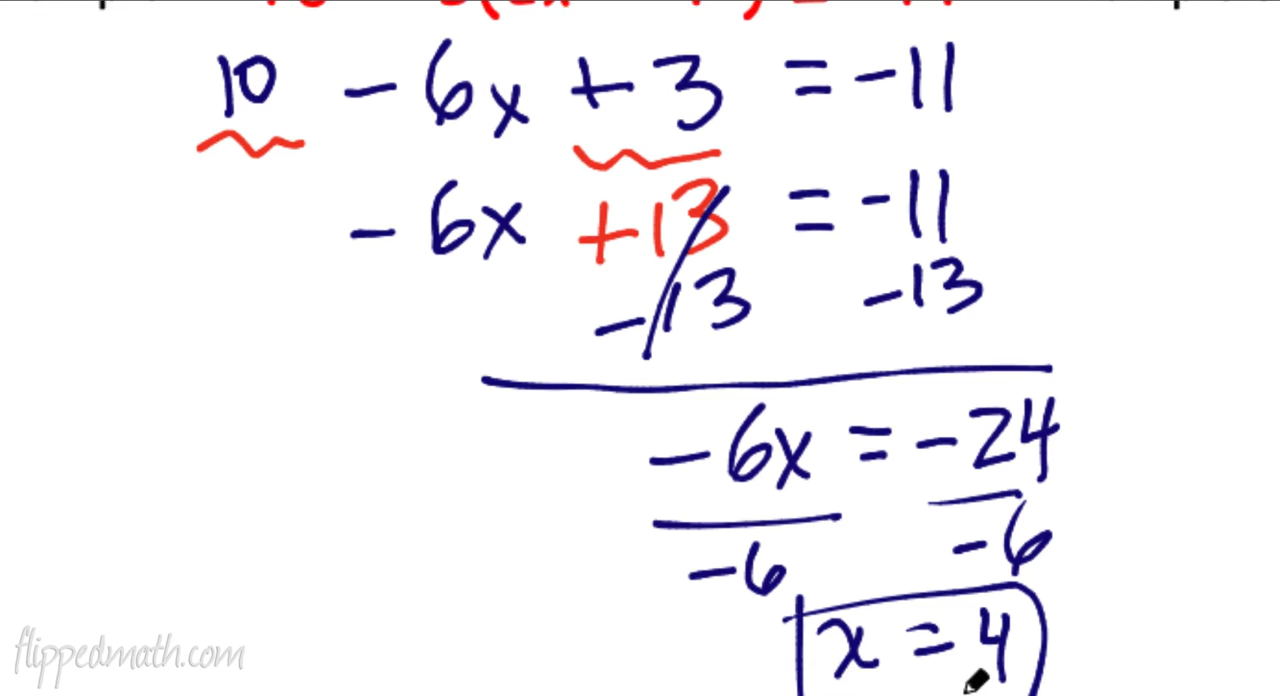 10 - 6x + 3 = -11
- 6x + 13 = -11
-13 -13
-6x = -24
-6 -6
x = 4
flippedmath.com